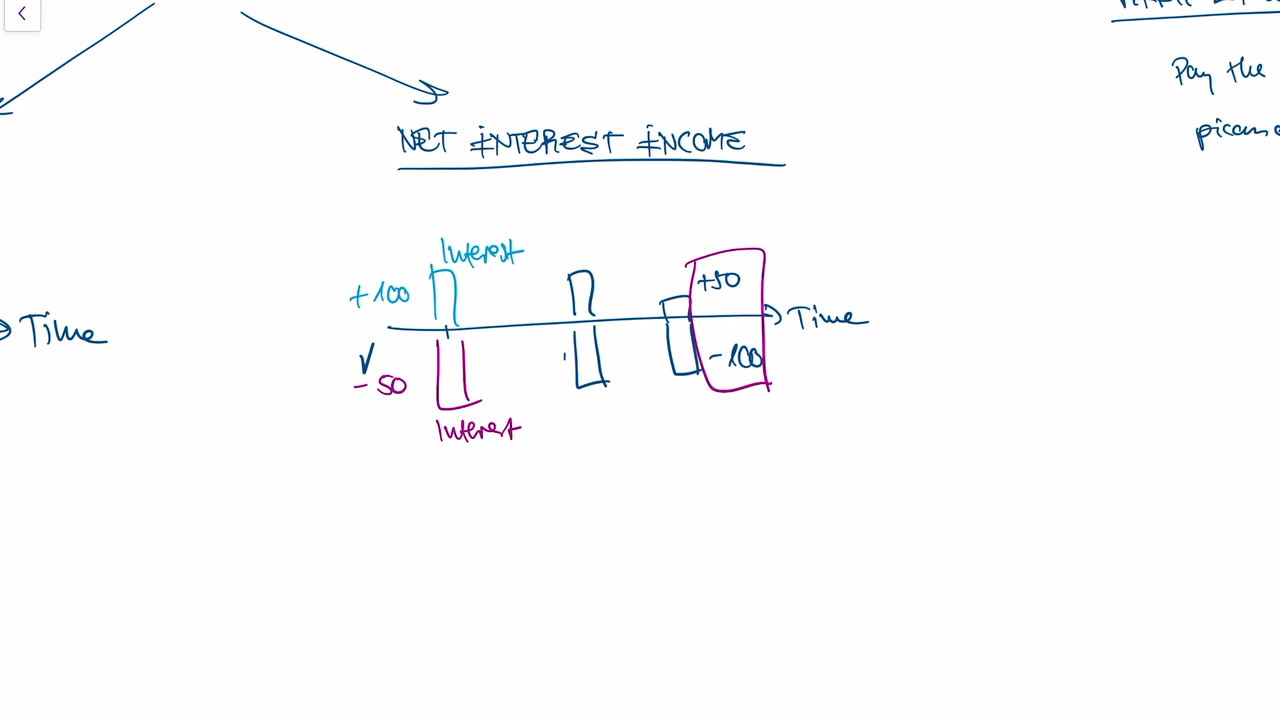 Pay the
NET INTEREST INCOME
Interest
+ 100
+50
Time
Time
- 100
- 50
Interest